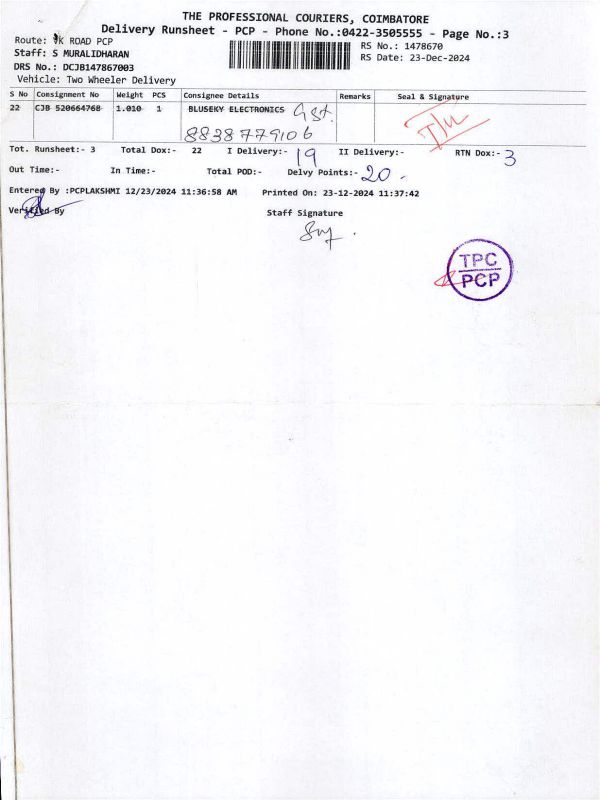 THE PROFESSIONAL COURIERS, COIMBATORE
Delivery Runsheet - PCP - Phone No.:0422-3505555 - Page No.:3
Route: VK ROAD PCP
RS No.: 1478670
Staff: S MURALIDHARAN
RS Date: 23-Dec-2024
DRS No.: DCJB147867003
Vehicle: Two Wheeler Delivery
S No Consignment No Weight PCS Consignee Details Remarks Seal & Signature
22 CJB 520664768 1.010 1 BLUSEKY ELECTRONICS
8838779106
Tot. Runsheet:- 3 Total Dox:- 22 I Delivery:- 19 II Delivery:- RTN Dox:- 3
Out Time:- In Time:- Total POD:- Delvy Points:- 20.
Entered By :PCPLAKSHMI 12/23/2024 11:36:58 AM Printed On: 23-12-2024 11:37:42
Verified By
Staff Signature
TPC
PCP